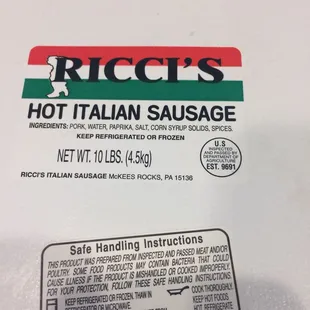 RICCI'S
HOT ITALIAN SAUSAGE
INGREDIENTS: PORK, WATER, PAPRIKA, SALT, CORN SYRUP SOLIDS, SPICES.
KEEP REFRIGERATED OR FROZEN
NET WT. 10 LBS. (4.5kg)
U.S
INSPECTED
AND PASSED BY
DEPARTMENT OF
AGRICULTURE
EST. 9691
RICCI'S ITALIAN SAUSAGE McKEES ROCKS, PA 15136
Safe Handling Instructions
THIS PRODUCT WAS PREPARED FROM INSPECTED AND PASSED MEAT AND/OR
POULTRY. SOME FOOD PRODUCTS MAY CONTAIN BACTERIA THAT COULD
CAUSE ILLNESS IF THE PRODUCT IS MISHANDLED OR COOKED IMPROPERLY.
FOR YOUR PROTECTION, FOLLOW THESE SAFE HANDLING INSTRUCTIONS.
KEEP REFRIGERATED OR FROZEN. THAW IN
REFRIGERATOR OR MICROWAVE.
COOK THOROUGHLY.
KEEP HOT FOODS